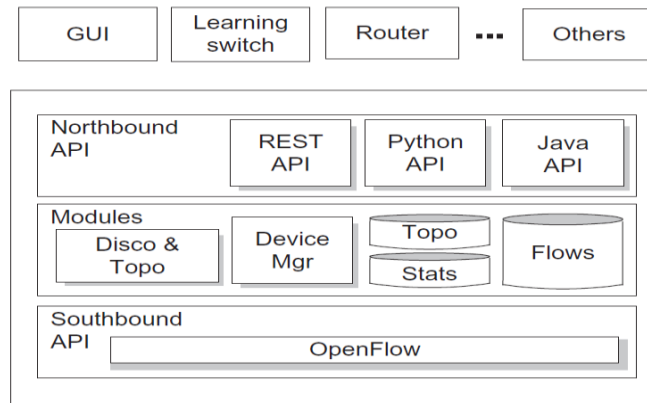 GUI
Learning
switch
Router
...
Others
Northbound
API
REST
API
Python
API
Java
API
Modules
Disco &
Topo
Device
Mgr
Topo
Stats
Flows
Southbound
API
OpenFlow